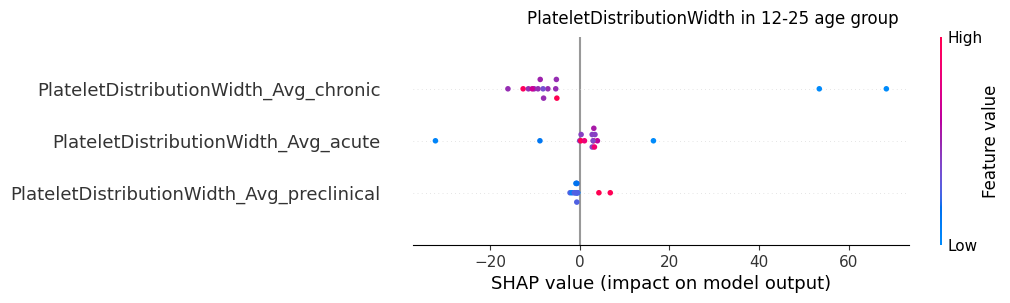 PlateletDistributionWidth in 12-25 age group
High
PlateletDistributionWidth_Avg_chronic
PlateletDistributionWidth_Avg_acute
PlateletDistributionWidth_Avg_preclinical
Feature value
Low
−20 0 20 40 60
SHAP value (impact on model output)